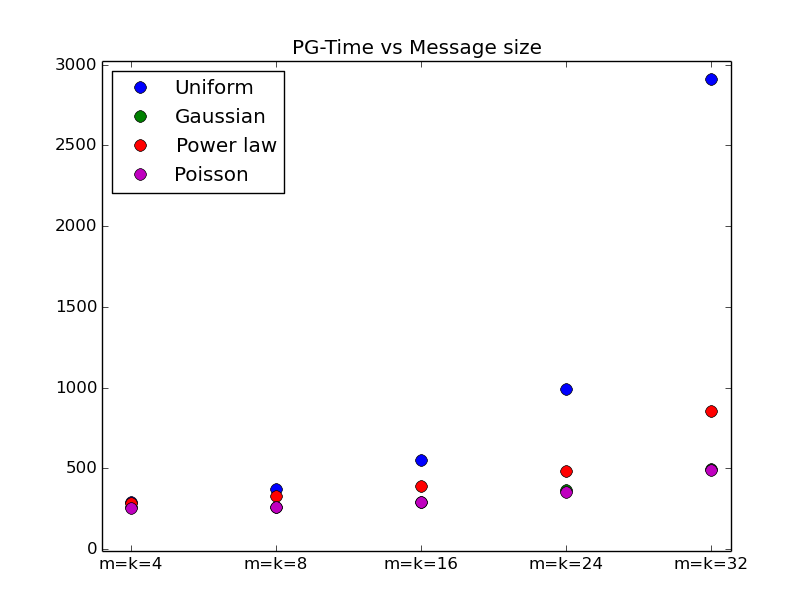 PG-Time vs Message size
Uniform
Gaussian
Power law
Poisson
3000
2500
2000
1500
1000
500
0
m=k=4 m=k=8 m=k=16 m=k=24 m=k=32